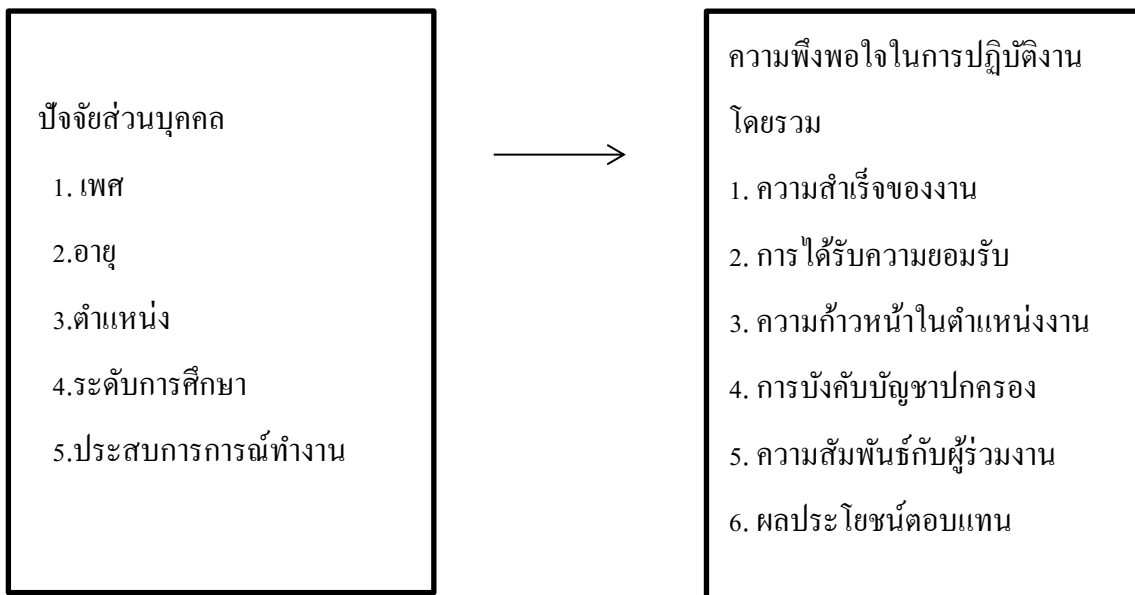 ปัจจัยส่วนบุคคล
1. เพศ
2.อายุ
3.ตำแหน่ง
4.ระดับการศึกษา
5.ประสบการการณ์ทำงาน
ความพึงพอใจในการปฏิบัติงาน
โดยรวม
1. ความสำเร็จของงาน
2. การได้รับความยอมรับ
3. ความก้าวหน้าในตำแหน่งงาน
4. การบังคับบัญชาปกครอง
5. ความสัมพันธ์กับผู้ร่วมงาน
6. ผลประโยชน์ตอบแทน